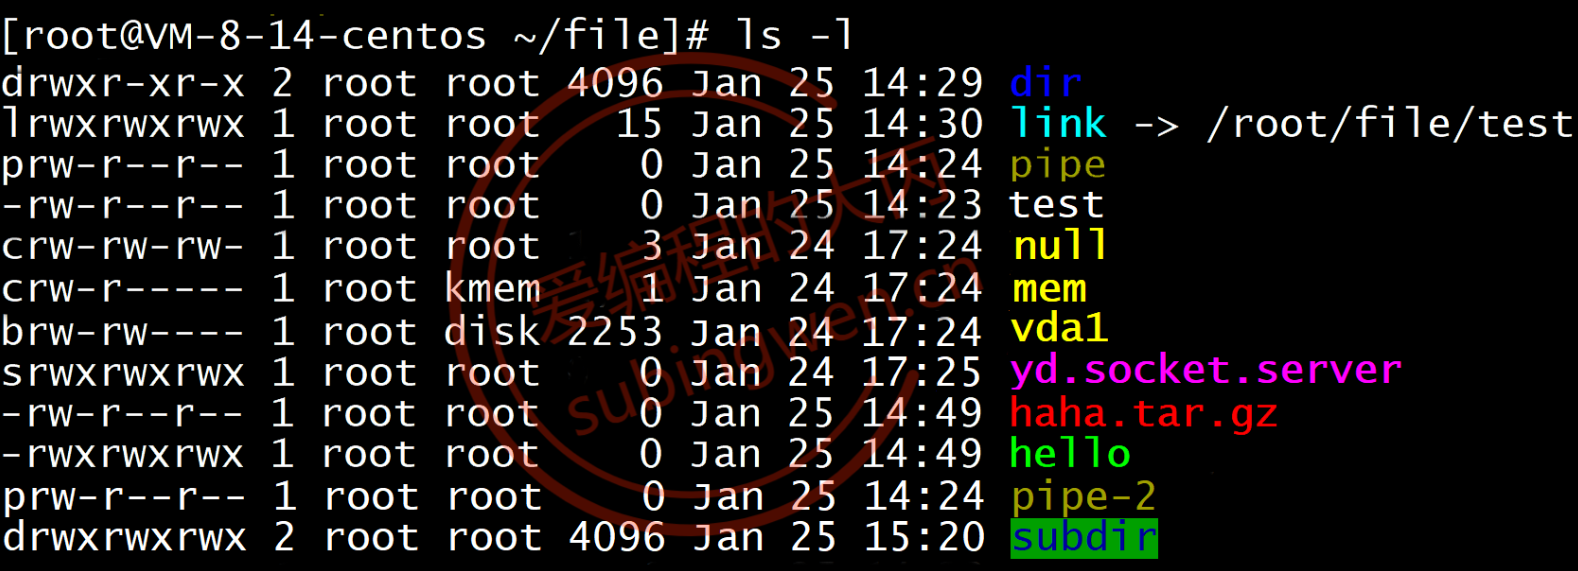 [root@VM-8-14-centos ~/file]# ls -l
drwxr-xr-x 2 root root 4096 Jan 25 14:29 dir
lrwxrwxrwx 1 root root   15 Jan 25 14:30 link -> /root/file/test
prw-r--r-- 1 root root    0 Jan 25 14:24 pipe
-rw-r--r-- 1 root root    0 Jan 25 14:23 test
crw-rw-rw- 1 root root    3 Jan 24 17:24 null
crw-r----- 1 root kmem    1 Jan 24 17:24 mem
brw-rw---- 1 root disk 2253 Jan 24 17:24 vda1
srwxrwxrwx 1 root root    0 Jan 24 17:25 yd.socket.server
-rw-r--r-- 1 root root    0 Jan 25 14:49 haha.tar.gz
-rwxrwxrwx 1 root root    0 Jan 25 14:49 hello
prw-r--r-- 1 root root    0 Jan 25 14:24 pipe-2
drwxrwxrwx 2 root root 4096 Jan 25 15:20 subdir
爱编程的大丙
subingwen.cn